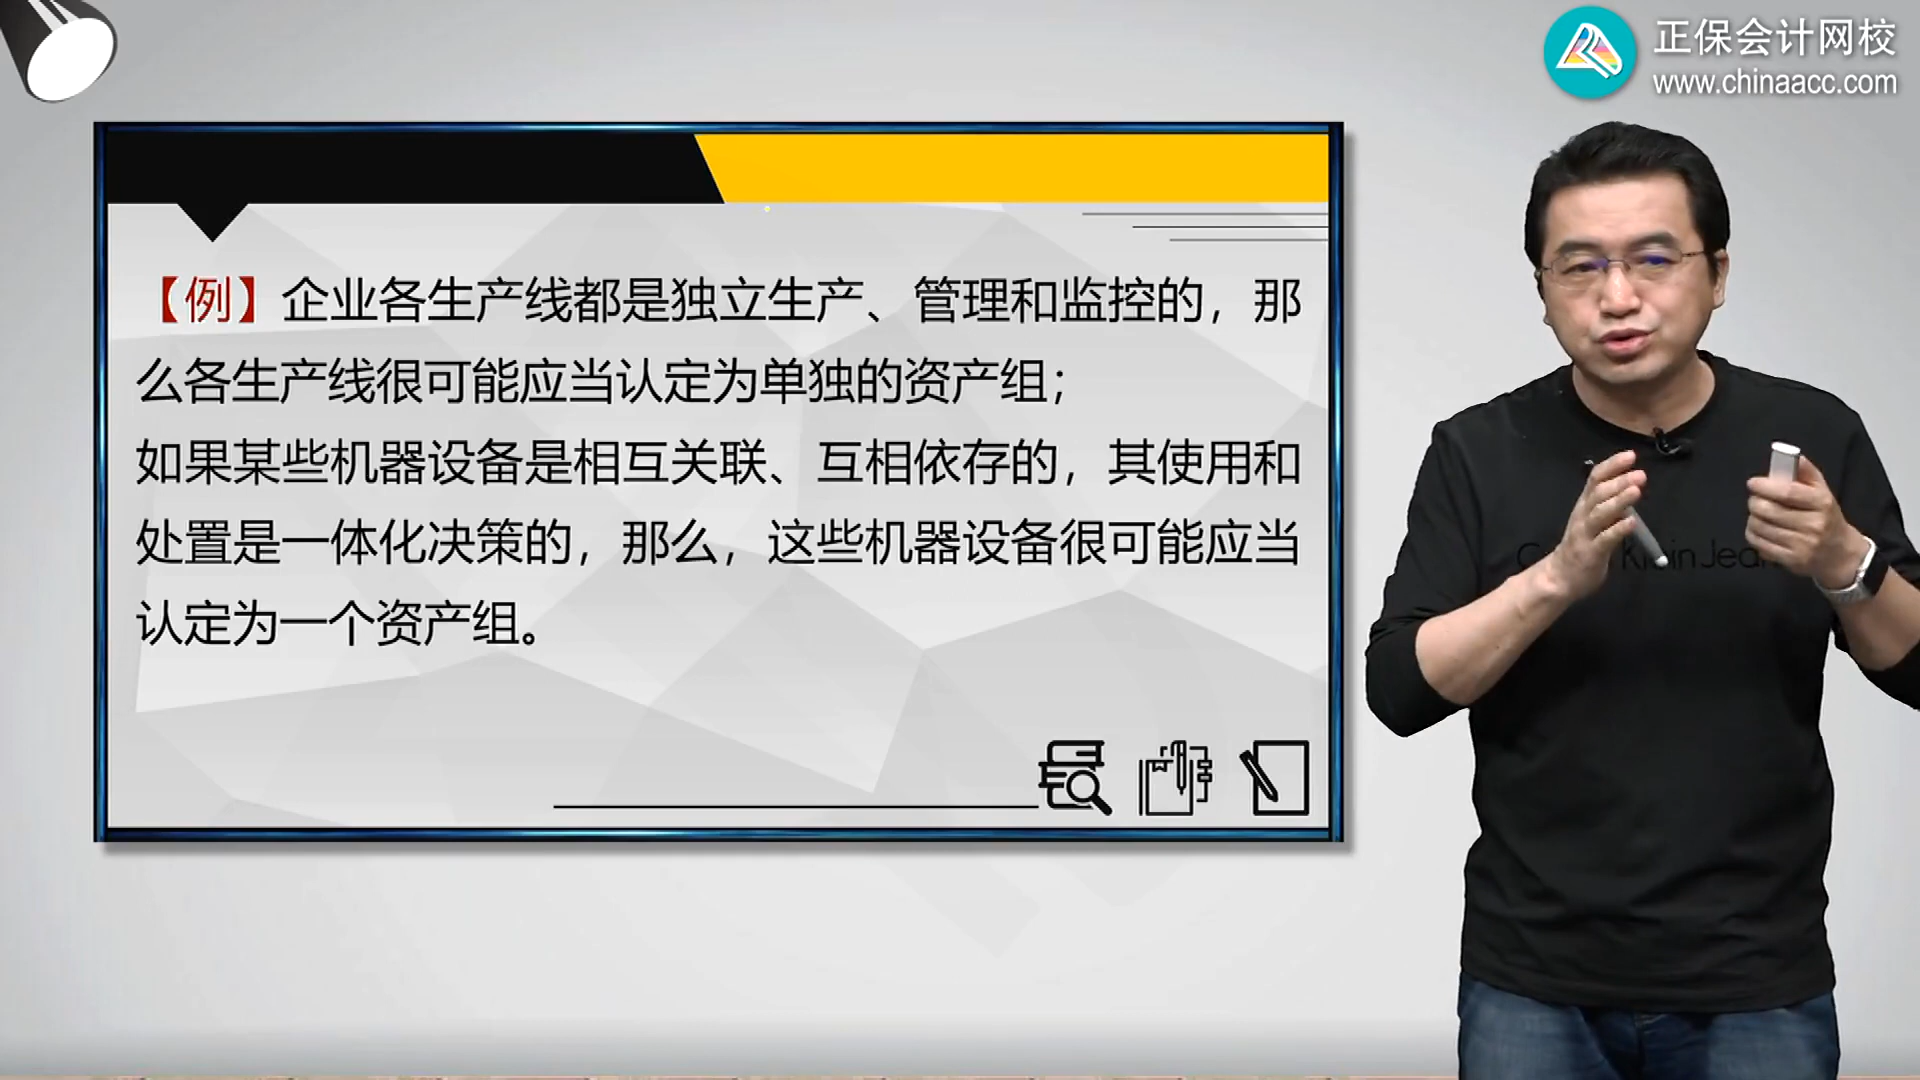 正保会计网校
www.chinaacc.com
【例】企业各生产线都是独立生产、管理和监控的，那
么各生产线很可能应当认定为单独的资产组；
如果某些机器设备是相互关联、互相依存的，其使用和
处置是一体化决策的，那么，这些机器设备很可能应当
认定为一个资产组。